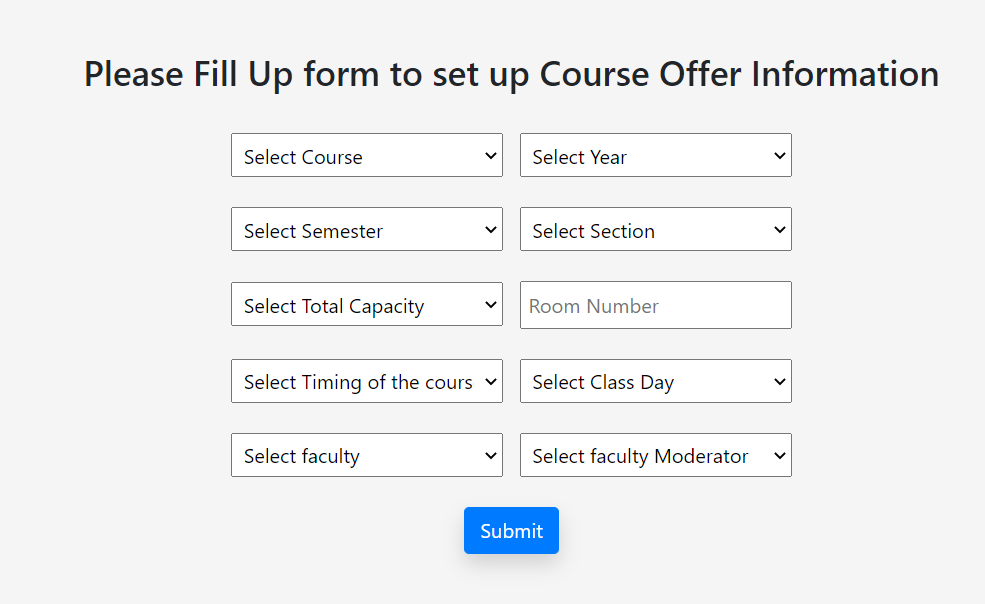 Please Fill Up form to set up Course Offer Information
Select Course
Select Year
Select Semester
Select Section
Select Total Capacity
Room Number
Select Timing of the cours
Select Class Day
Select faculty
Select faculty Moderator
Submit